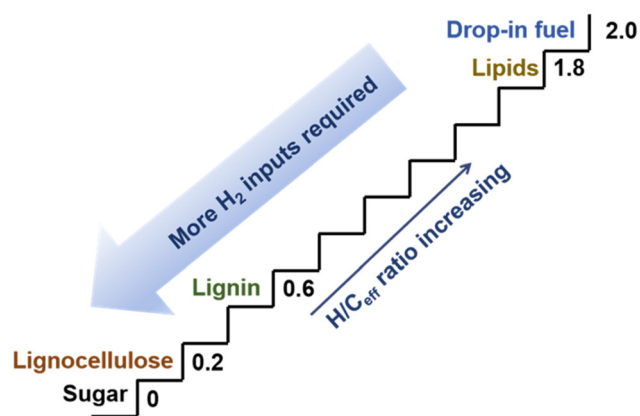 Drop-in fuel 2.0
Lipids 1.8
More H₂ inputs required
H/C_eff ratio increasing
Lignin 0.6
Lignocellulose 0.2
Sugar 0